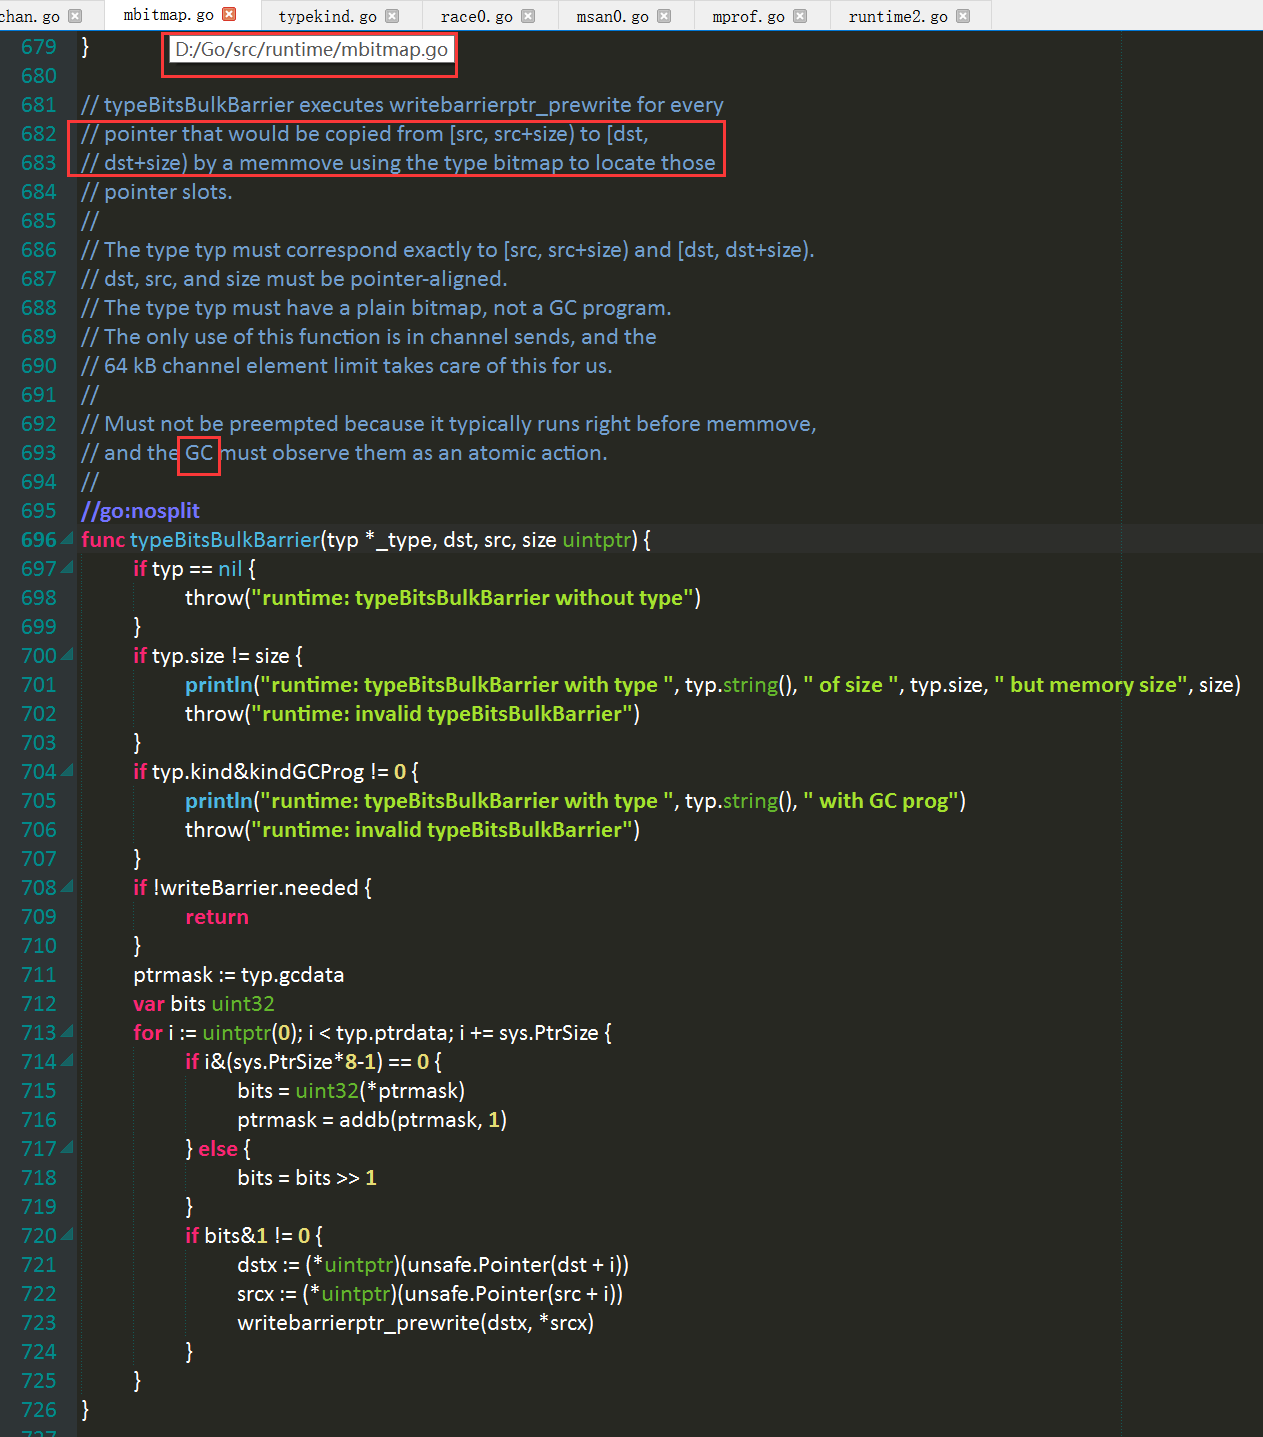 chan.go mbitmap.go typekind.go race0.go msan0.go mprof.go runtime2.go
679 }
D:/Go/src/runtime/mbitmap.go
680
681 // typeBitsBulkBarrier executes writebarrierptr_prewrite for every
682 // pointer that would be copied from [src, src+size) to [dst,
683 // dst+size) by a memmove using the type bitmap to locate those
684 // pointer slots.
685 //
686 // The type typ must correspond exactly to [src, src+size) and [dst, dst+size).
687 // dst, src, and size must be pointer-aligned.
688 // The type typ must have a plain bitmap, not a GC program.
689 // The only use of this function is in channel sends, and the
690 // 64 kB channel element limit takes care of this for us.
691 //
692 // Must not be preempted because it typically runs right before memmove,
693 // and the GC must observe them as an atomic action.
694 //
695 //go:nosplit
696 func typeBitsBulkBarrier(typ *_type, dst, src, size uintptr) {
697 if typ == nil {
698 throw("runtime: typeBitsBulkBarrier without type")
699 }
700 if typ.size != size {
701 println("runtime: typeBitsBulkBarrier with type ", typ.string(), " of size ", typ.size, " but memory size", size)
702 throw("runtime: invalid typeBitsBulkBarrier")
703 }
704 if typ.kind&kindGCProg != 0 {
705 println("runtime: typeBitsBulkBarrier with type ", typ.string(), " with GC prog")
706 throw("runtime: invalid typeBitsBulkBarrier")
707 }
708 if !writeBarrier.needed {
709 return
710 }
711 ptrmask := typ.gcdata
712 var bits uint32
713 for i := uintptr(0); i < typ.ptrdata; i += sys.PtrSize {
714 if i&(sys.PtrSize*8-1) == 0 {
715 bits = uint32(*ptrmask)
716 ptrmask = addb(ptrmask, 1)
717 } else {
718 bits = bits >> 1
719 }
720 if bits&1 != 0 {
721 dstx := (*uintptr)(unsafe.Pointer(dst + i))
722 srcx := (*uintptr)(unsafe.Pointer(src + i))
723 writebarrierptr_prewrite(dstx, *srcx)
724 }
725 }
726 }